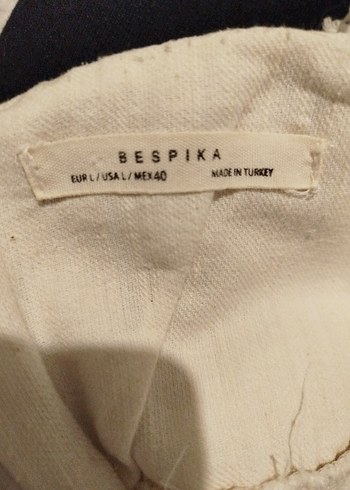 BESPIKA
EUR L / USA L / MEX 40 MADE IN TURKEY